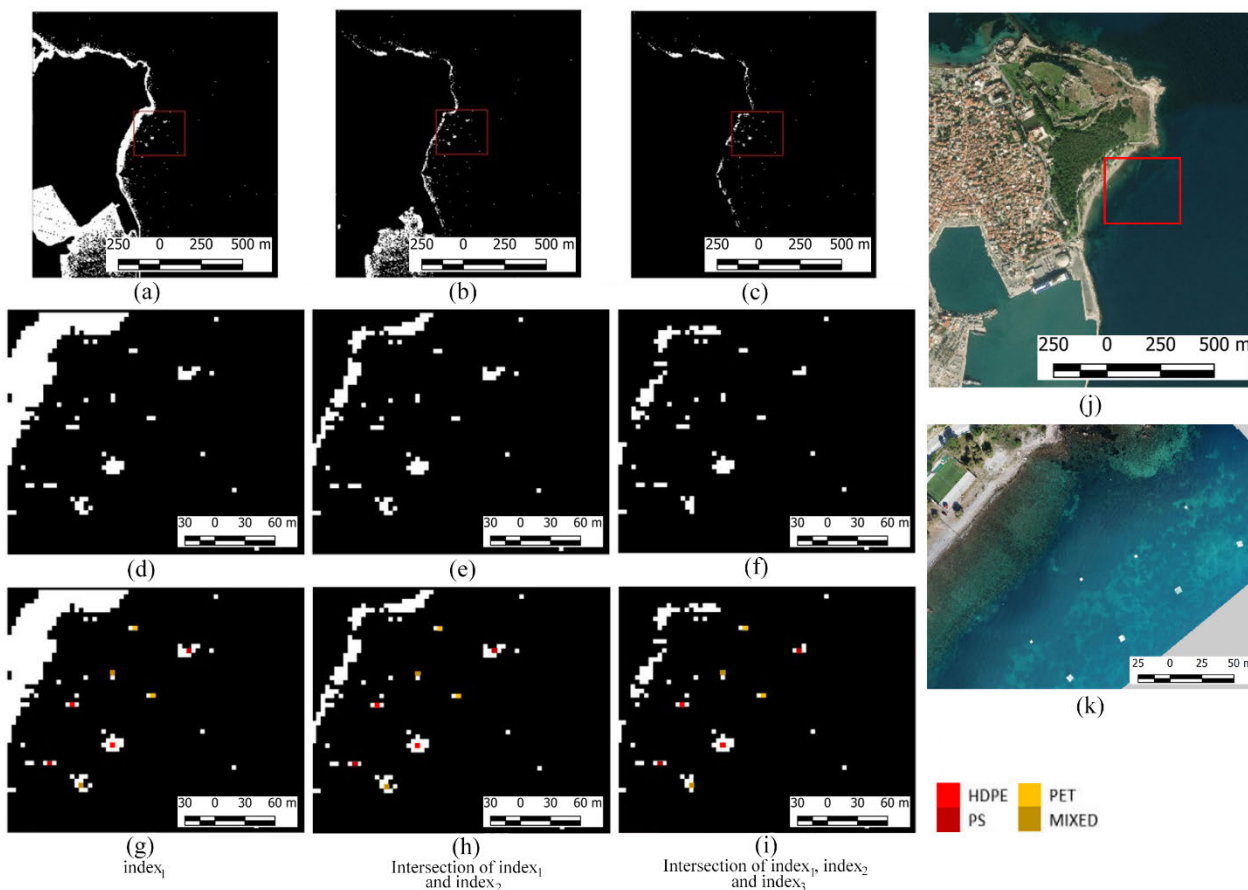 250 0 250 500 m
(a)
250 0 250 500 m
(b)
250 0 250 500 m
(c)
250 0 250 500 m
(j)
30 0 30 60 m
(d)
30 0 30 60 m
(e)
30 0 30 60 m
(f)
25 0 25 50 m
(k)
30 0 30 60 m
(g)
index₁
30 0 30 60 m
(h)
Intersection of index₁
and index₂
30 0 30 60 m
(i)
Intersection of index₁, index₂
and index₃
HDPE PET
PS MIXED